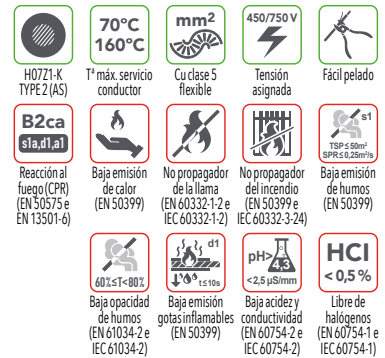 70°C
160°C
mm²
450/750 V
H07Z1-K
TYPE 2 (AS)
Tª máx. servicio
conductor
Cu clase 5
flexible
Tensión
asignada
Fácil pelado
B2ca
s1a,d1,a1
s1
TSP≤50m²
SPR≤0,25m²/s
Reacción al
fuego (CPR)
(EN 50575 e
EN 13501-6)
Baja emisión
de calor
(EN 50399)
No propagador
de la llama
(EN 60332-1-2 e
IEC 60332-1-2)
No propagador
del incendio
(EN 50399 e
IEC 60332-3-24)
Baja emisión
de humos
(EN 50399)
60%≤T<80%
d1
t≤10s
pH>4,3
<2,5 µS/mm
HCI
< 0,5 %
Baja opacidad
de humos
(EN 61034-2 e
IEC 61034-2)
Baja emisión
gotas inflamables
(EN 50399)
Baja acidez y
conductividad
(EN 60754-2 e
IEC 60754-2)
Libre de
halógenos
(EN 60754-1 e
IEC 60754-1)